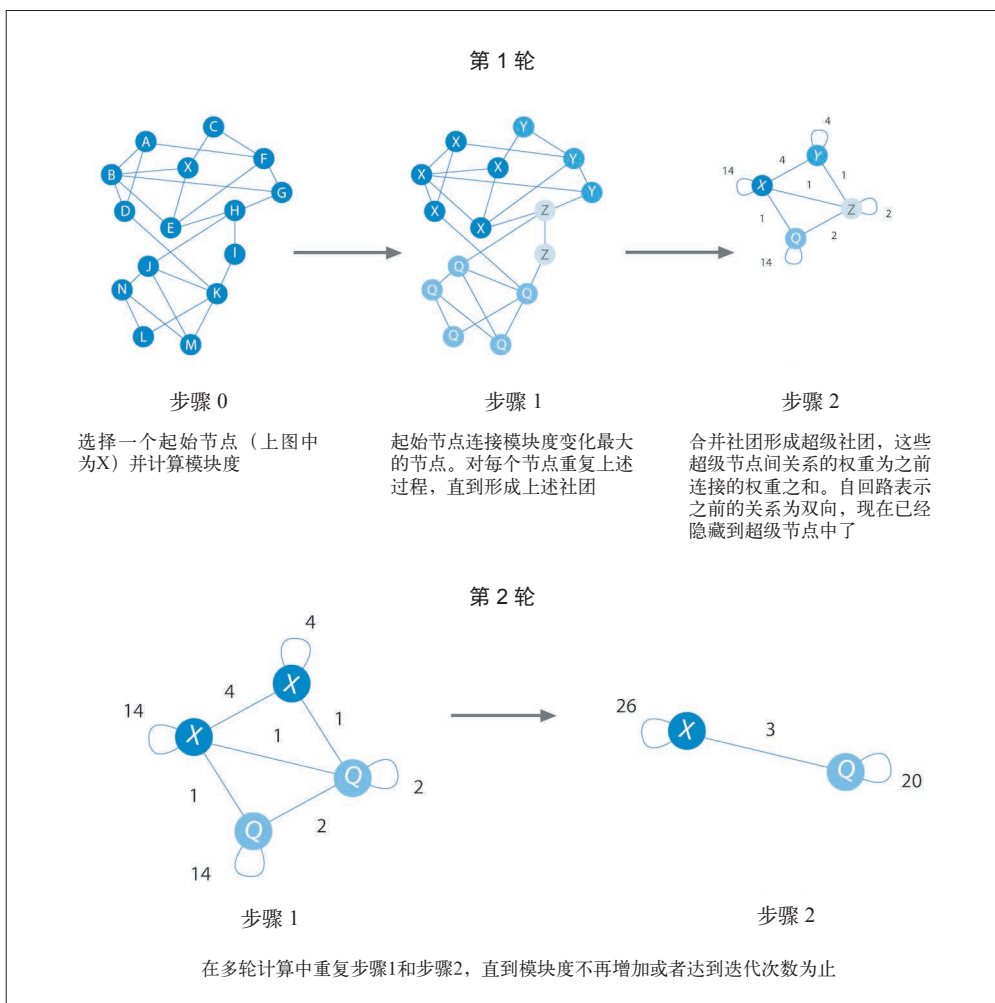 第 1 轮
A
C
B
X
F
G
D
E
H
I
J
K
N
L
M
X
Y
X
X
Y
Y
X
X
Z
Z
Q
Q
Q
Q
Q
4
4
Y
1
14
X
1
Z
2
1
2
Q
14
步骤 0
步骤 1
步骤 2
选择一个起始节点(上图中
为X)并计算模块度
起始节点连接模块度变化最大
的节点。对每个节点重复上述
过程,直到形成上述社团
合并社团形成超级社团,这些
超级节点间关系的权重为之前
连接的权重之和。自回路表示
之前的关系为双向,现在已经
隐藏到超级节点中了
第 2 轮
4
X
4
14
X
1
1
Q
2
1
2
Q
14
26
X
3
Q
20
步骤 1
步骤 2
在多轮计算中重复步骤1和步骤2,直到模块度不再增加或者达到迭代次数为止